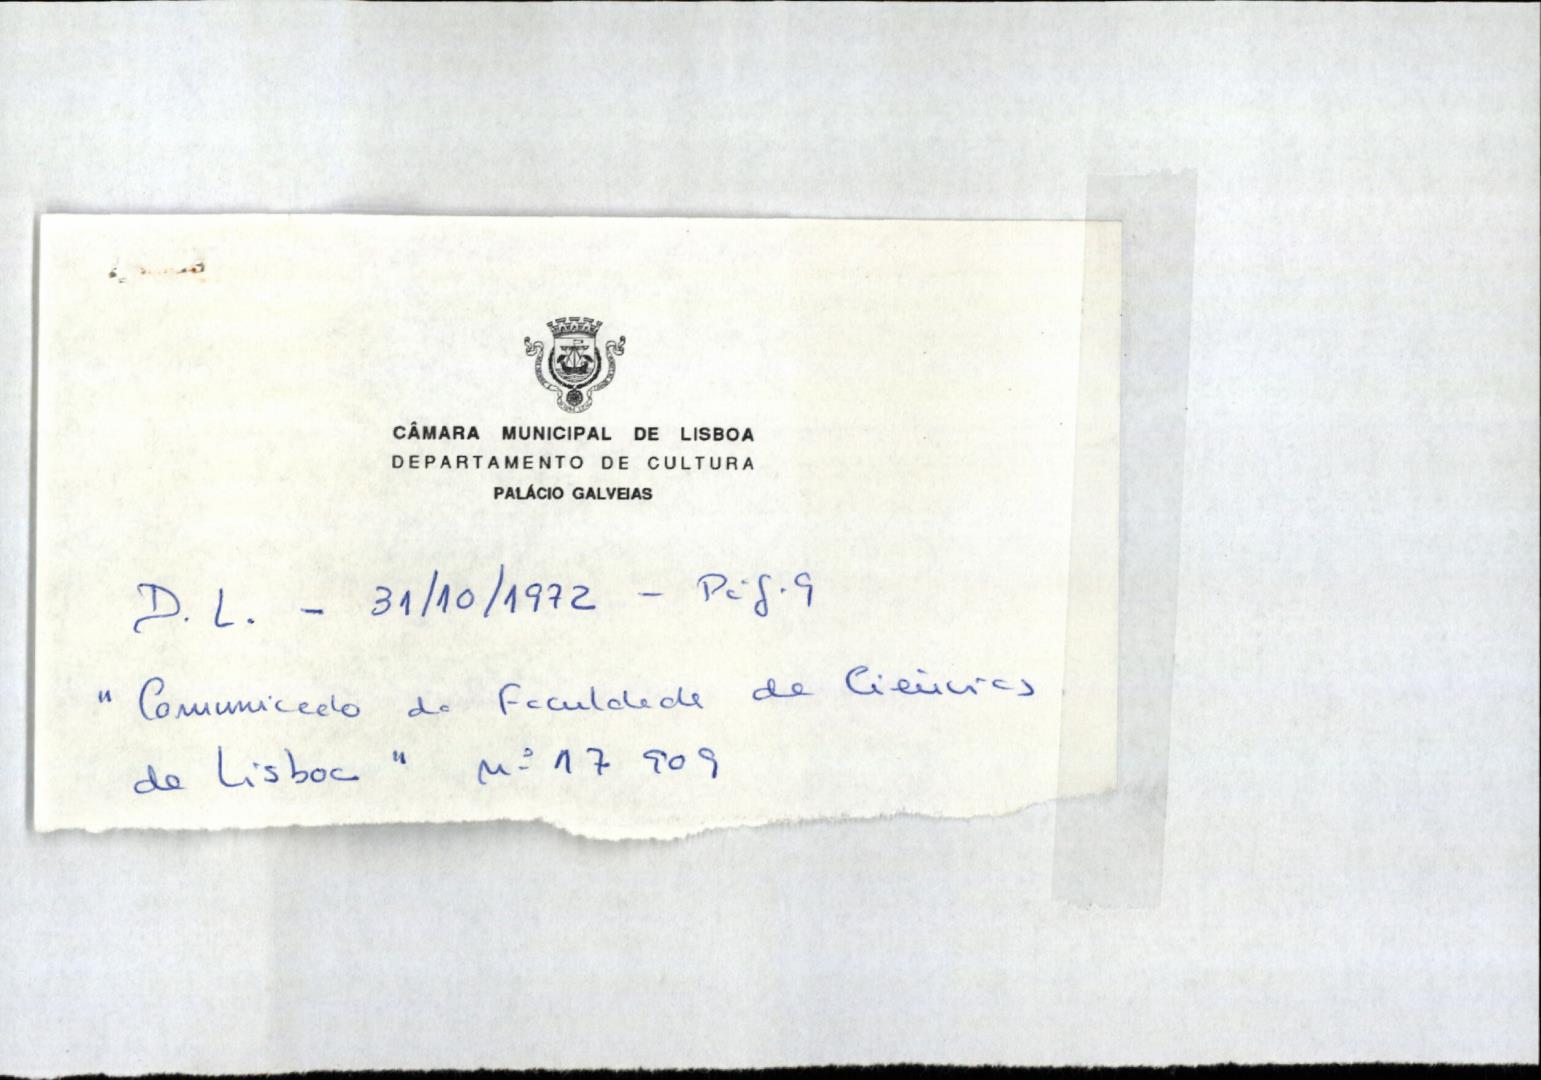 CÂMARA MUNICIPAL DE LISBOA
DEPARTAMENTO DE CULTURA
PALÁCIO GALVEIAS
D. L. - 31/10/1972 - Pág. 9
" Comunicado da Faculdade de Ciências
de Lisboa " nº 17 909